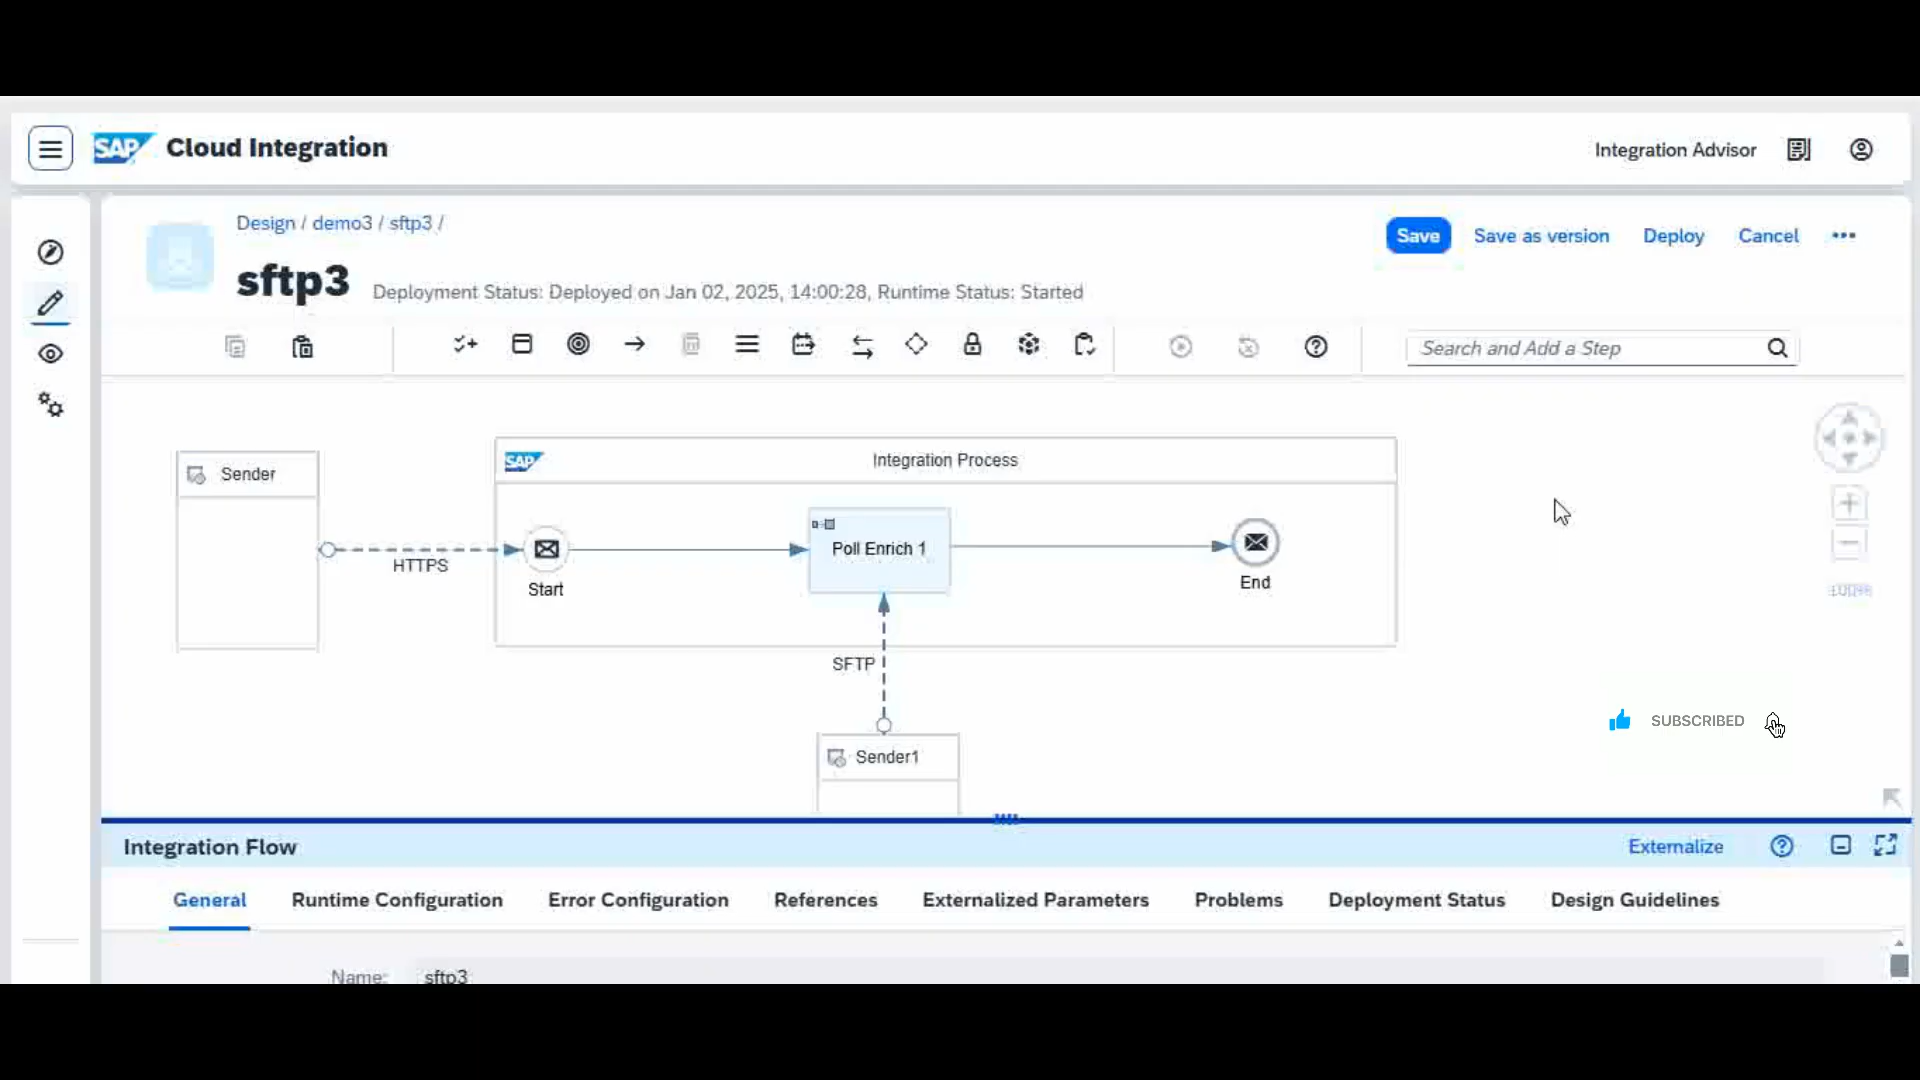 SAP Cloud Integration
Integration Advisor
Design / demo3 / sftp3 /
Save
Save as version
Deploy
Cancel
sftp3
Deployment Status: Deployed on Jan 02, 2025, 14:00:28, Runtime Status: Started
Search and Add a Step
Sender
SAP
Integration Process
HTTPS
Start
Poll Enrich 1
End
SFTP
Sender1
SUBSCRIBED
Integration Flow
Externalize
General
Runtime Configuration
Error Configuration
References
Externalized Parameters
Problems
Deployment Status
Design Guidelines
Name: sftp3